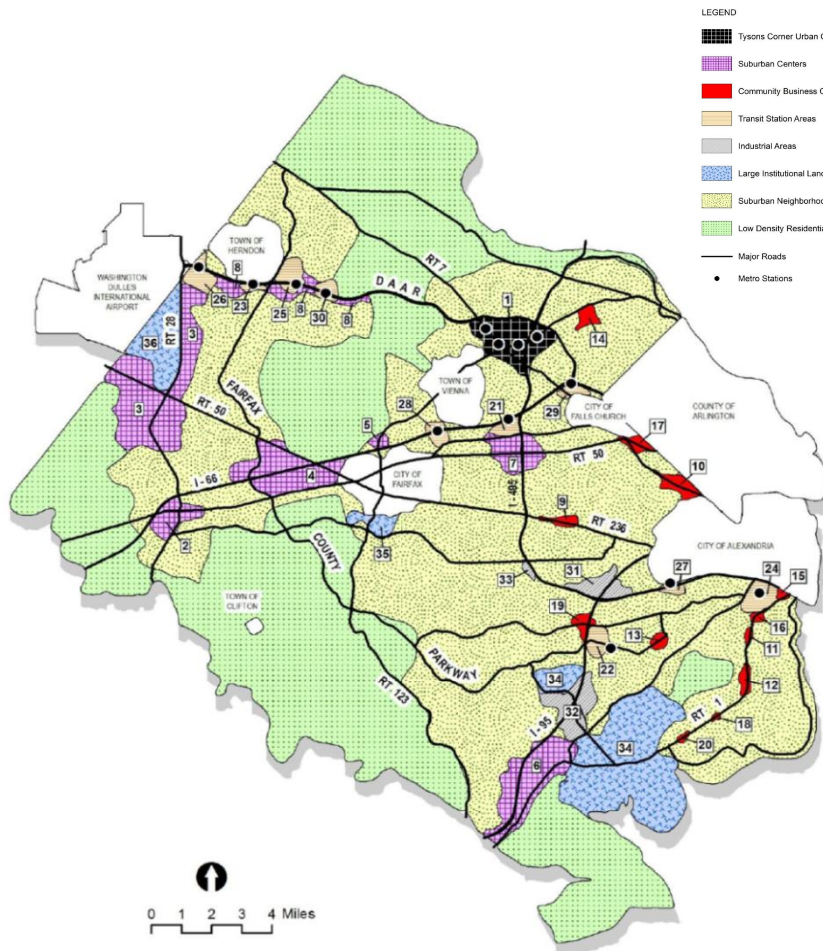 LEGEND
Tysons Corner Urban C
Suburban Centers
Community Business C
Transit Station Areas
Industrial Areas
Large Institutional Land
Suburban Neighborhoo
Low Density Residentia
Major Roads
Metro Stations
TOWN OF
HERNDON
WASHINGTON
DULLES
INTERNATIONAL
AIRPORT
RT 7
DAAR
8
26
23
25
8
30
8
1
14
36
RT 28
3
3
FAIRFAX
RT 50
TOWN OF
VIENNA
29
CITY OF
FALLS CHURCH
COUNTY OF
ARLINGTON
28
21
5
17
I-66
4
CITY OF
FAIRFAX
7
RT 50
10
I-495
9
RT 236
2
35
COUNTY
CITY OF ALEXANDRIA
33
31
27
24
15
TOWN OF
CLIFTON
19
16
13
11
PARKWAY
22
12
RT 123
34
32
RT 1
18
I-95
34
20
6
0 1 2 3 4 Miles